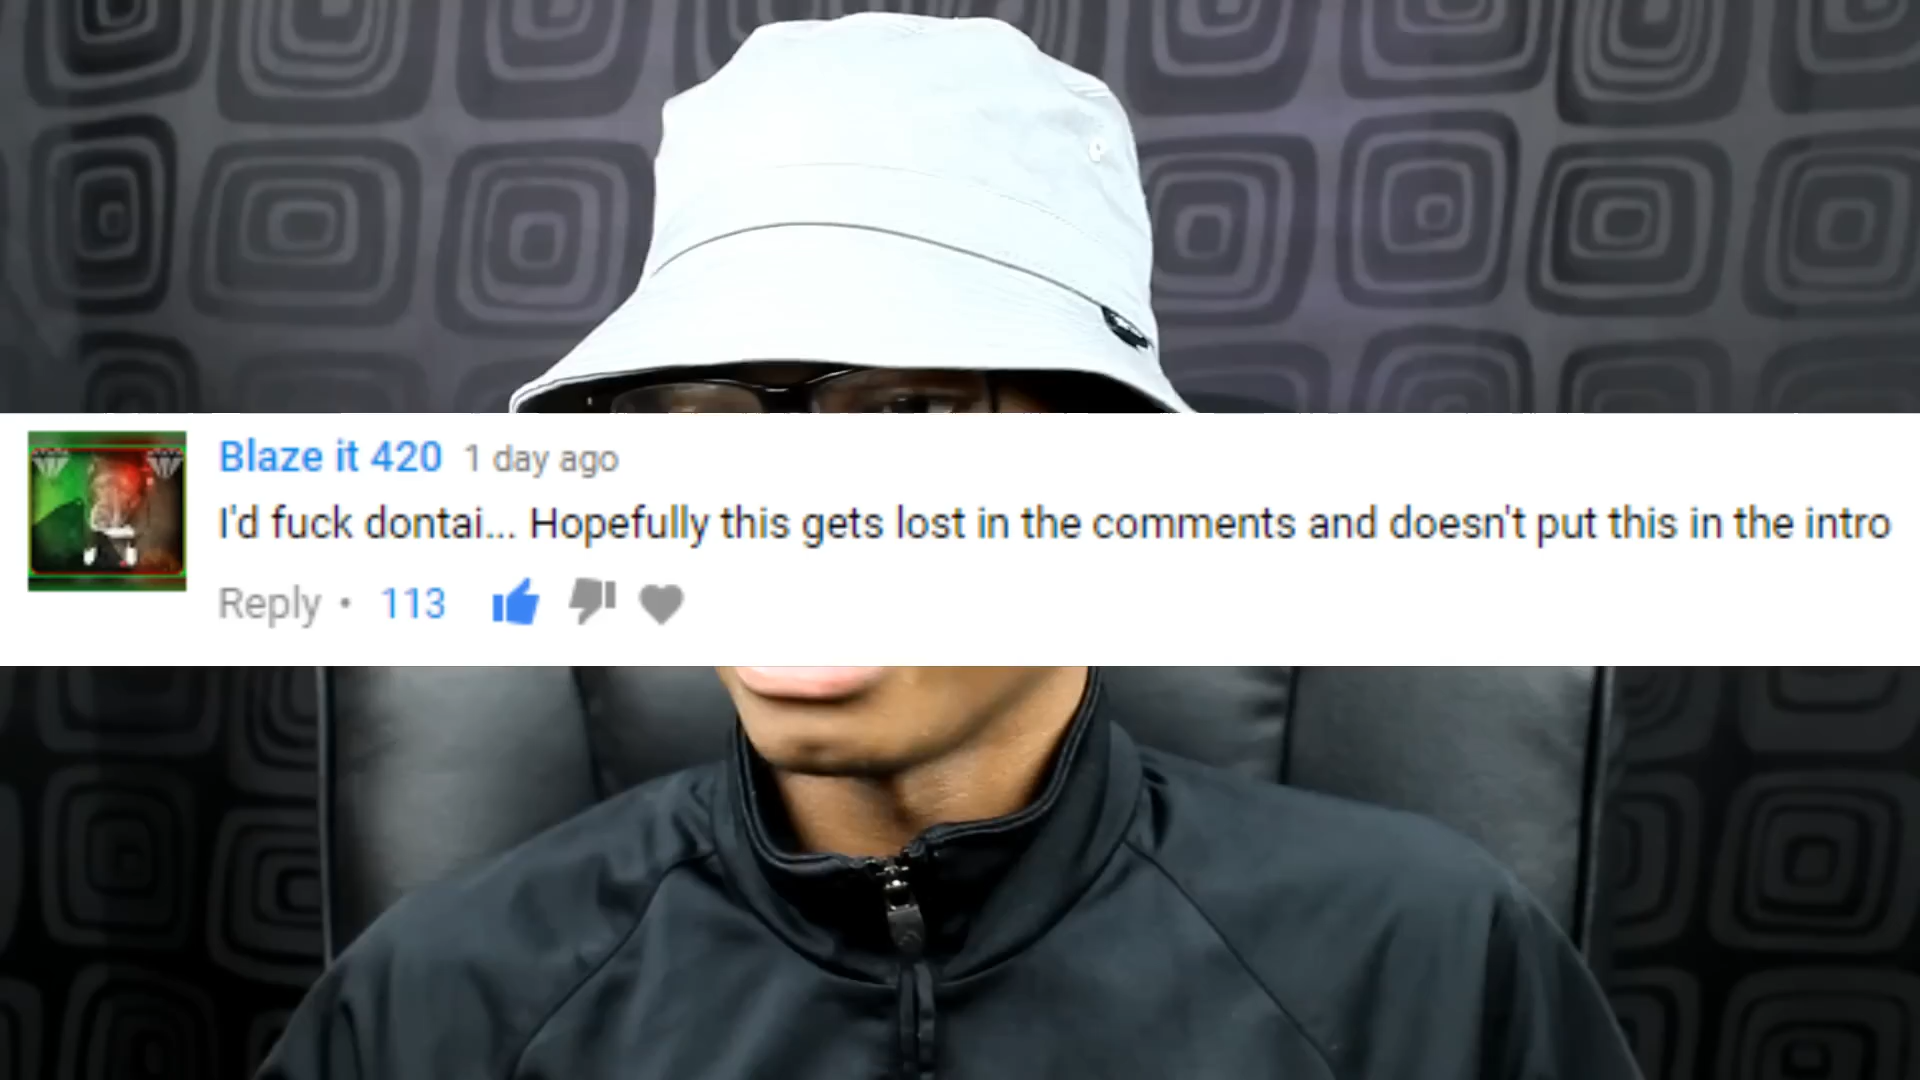 Blaze it 420 1 day ago
I'd fuck dontai... Hopefully this gets lost in the comments and doesn't put this in the intro
Reply • 113